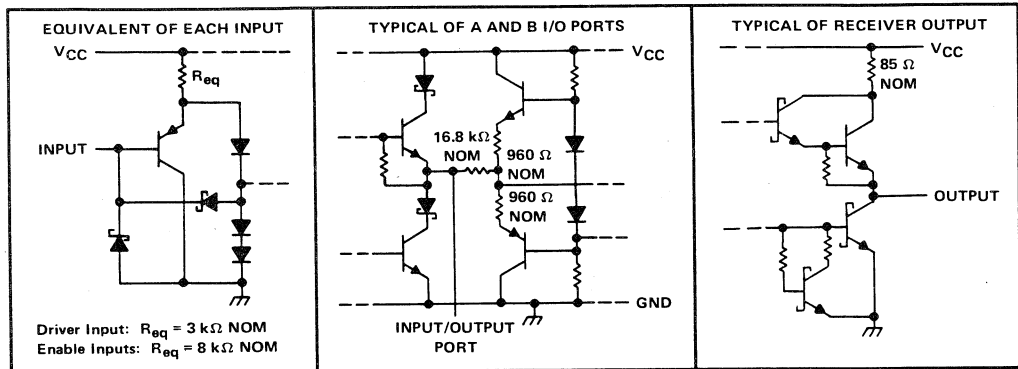 EQUIVALENT OF EACH INPUT
VCC
Req
INPUT
Driver Input: Req = 3 kΩ NOM
Enable Inputs: Req = 8 kΩ NOM
TYPICAL OF A AND B I/O PORTS
VCC
16.8 kΩ
NOM
960 Ω
NOM
960 Ω
NOM
GND
INPUT/OUTPUT
PORT
TYPICAL OF RECEIVER OUTPUT
VCC
85 Ω
NOM
OUTPUT